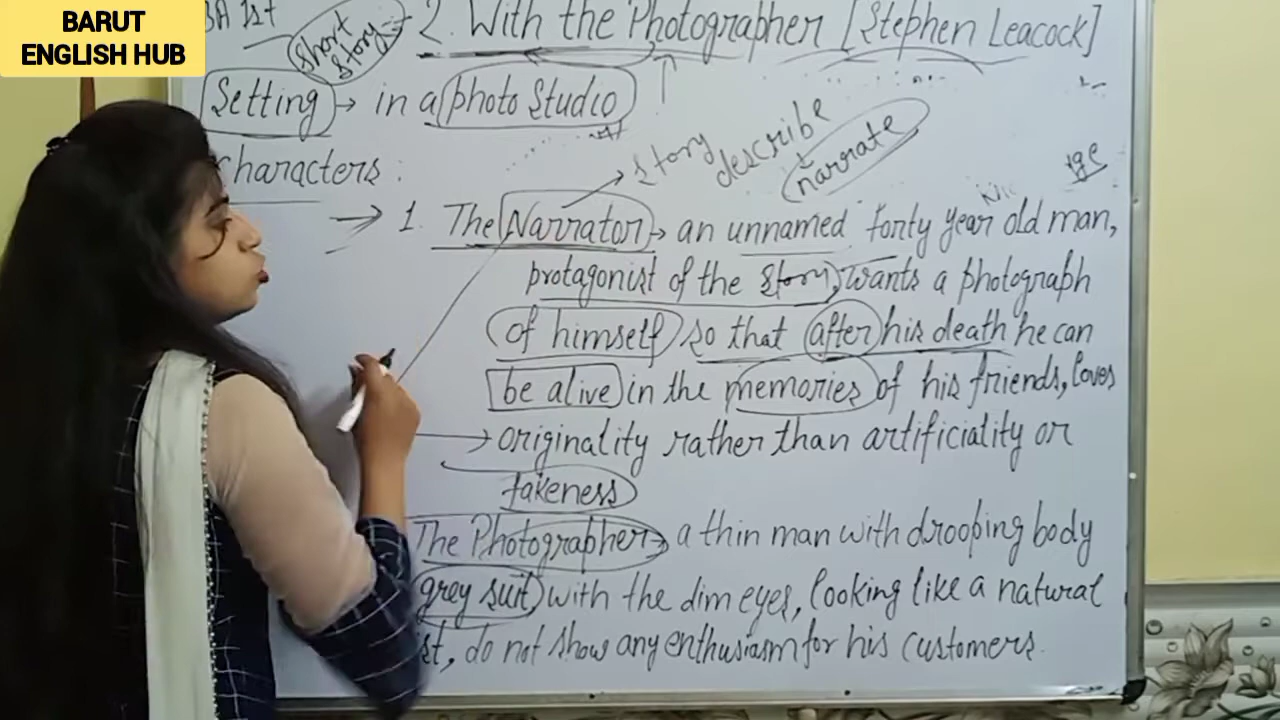 BARUT
ENGLISH HUB
BA 1st
Short
Story
2. With the Photographer [Stephen Leacock]
Setting → in a photo Studio
Characters :
Story
describe
narrate
ige
→ 1. The Narrator → an unnamed forty year old man,
protagonist of the story, wants a photograph
of himself so that after his death he can
be alive in the memories of his friends, loves
→ originality rather than artificiality or
fakeness
The Photographer → a thin man with drooping body
grey suit with the dim eyes, looking like a natural
st, do not show any enthusiasm for his customers.